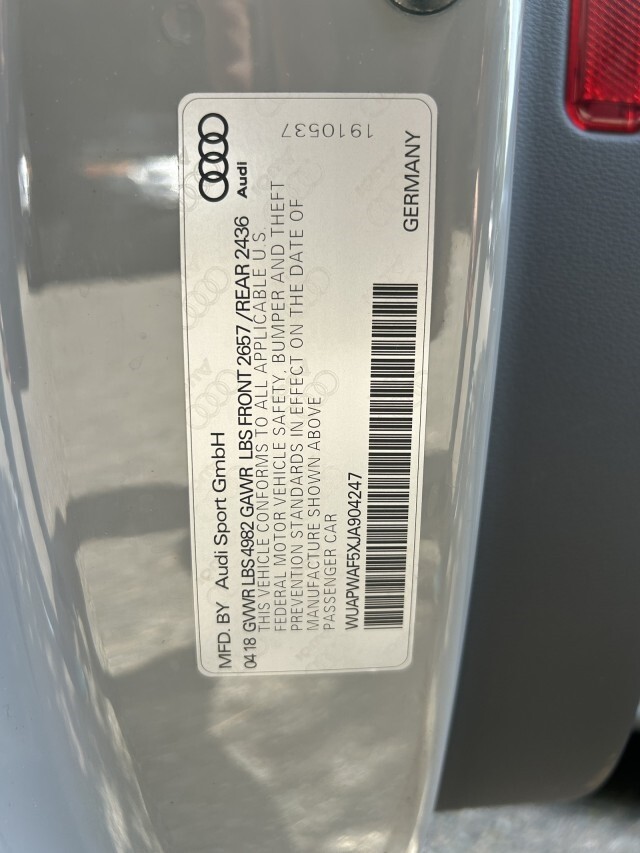 MFD. BY Audi Sport GmbH
Audi
0418 GVWR LBS 4982 GAWR LBS FRONT 2657 /REAR 2436
THIS VEHICLE CONFORMS TO ALL APPLICABLE U.S.
FEDERAL MOTOR VEHICLE SAFETY, BUMPER AND THEFT
PREVENTION STANDARDS IN EFFECT ON THE DATE OF
MANUFACTURE SHOWN ABOVE
PASSENGER CAR
1910537
WUAPWAF5XJA904247
GERMANY